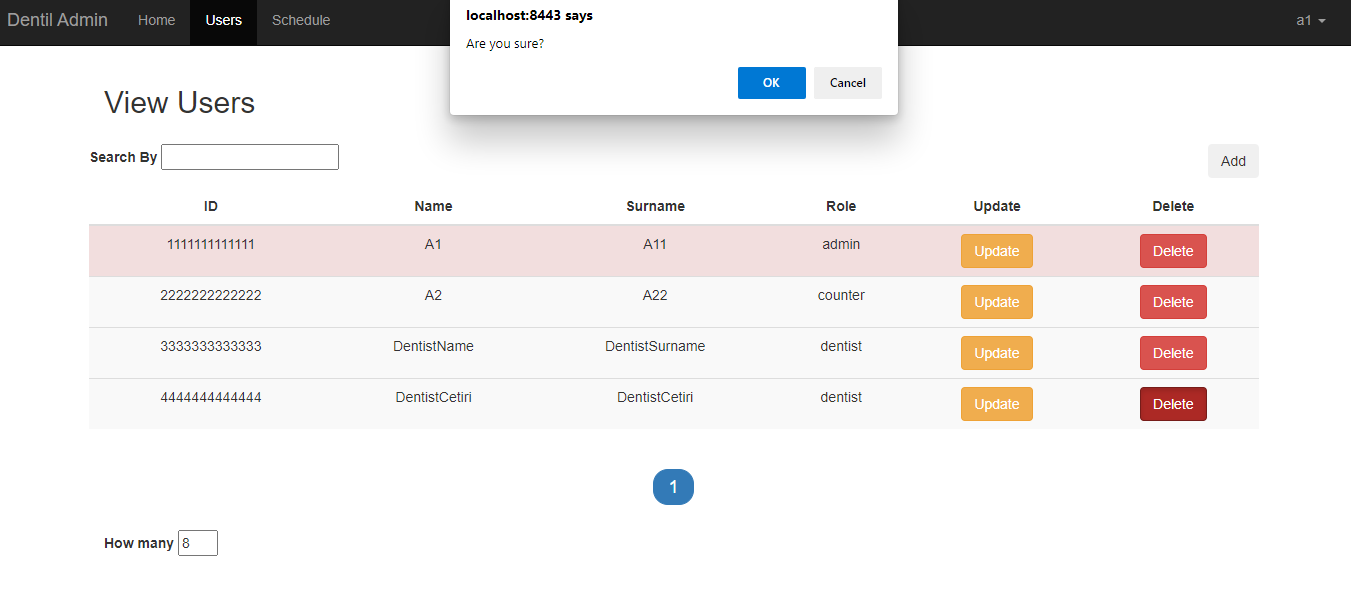 Dentil Admin Home Users Schedule a1
localhost:8443 says
Are you sure?
OK Cancel
View Users
Search By
Add
ID Name Surname Role Update Delete
1111111111111 A1 A11 admin Update Delete
2222222222222 A2 A22 counter Update Delete
3333333333333 DentistName DentistSurname dentist Update Delete
4444444444444 DentistCetiri DentistCetiri dentist Update Delete
1
How many 8